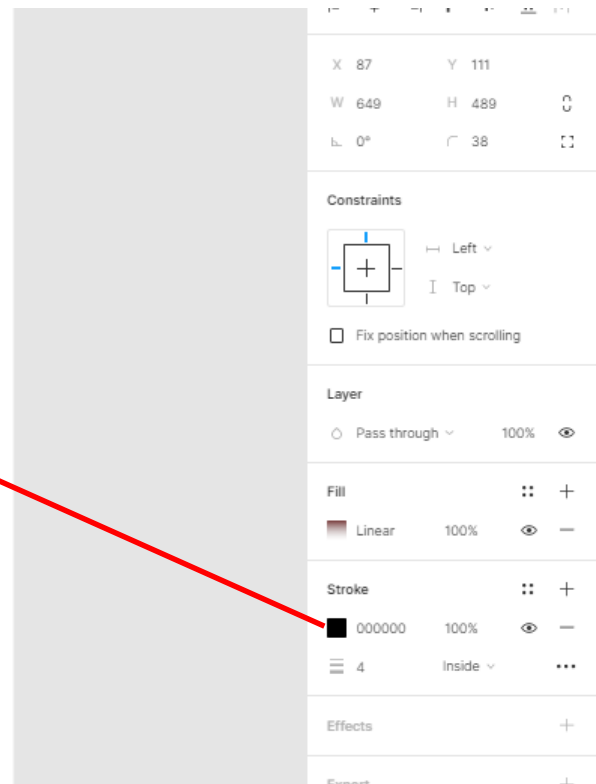 X 87 Y 111
W 649 H 489
0° 38
Constraints
Left
Top
Fix position when scrolling
Layer
Pass through 100%
Fill
Linear 100%
Stroke
000000 100%
4 Inside
Effects
Export